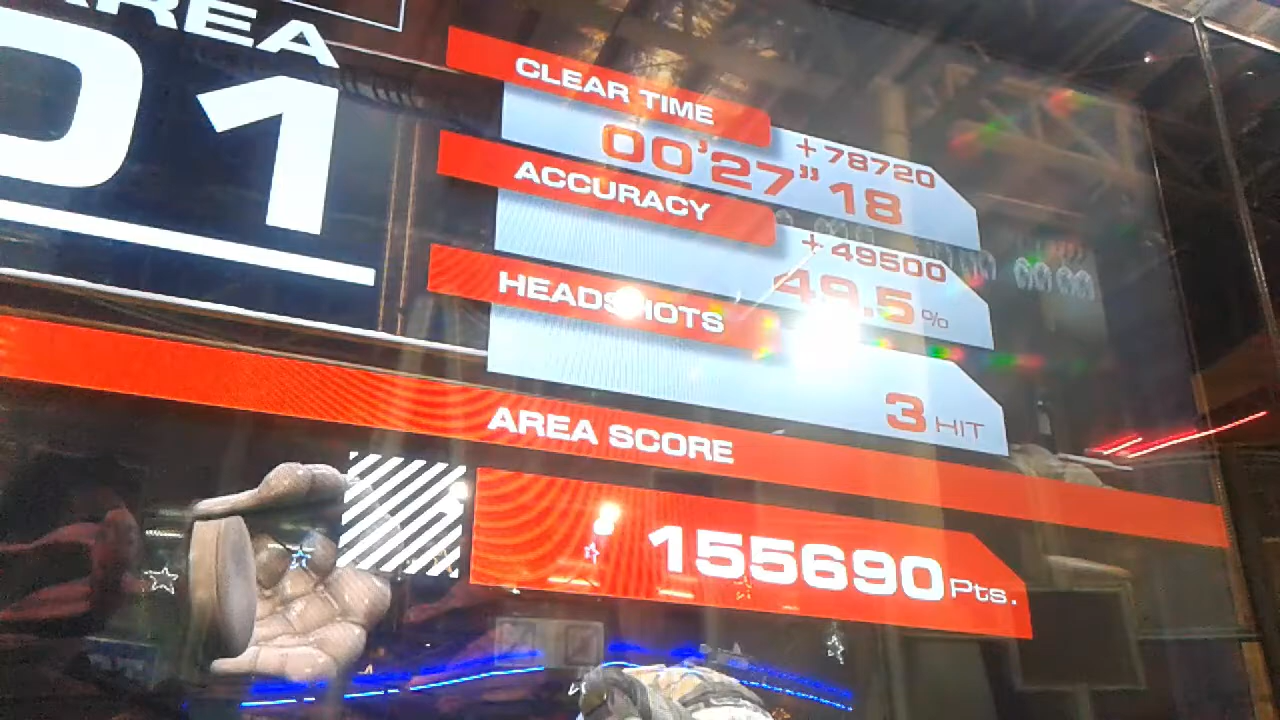 AREA
01
CLEAR TIME
+78720
00'27"18
ACCURACY
+49500
49.5%
HEADSHOTS
3 HIT
AREA SCORE
155690 Pts.